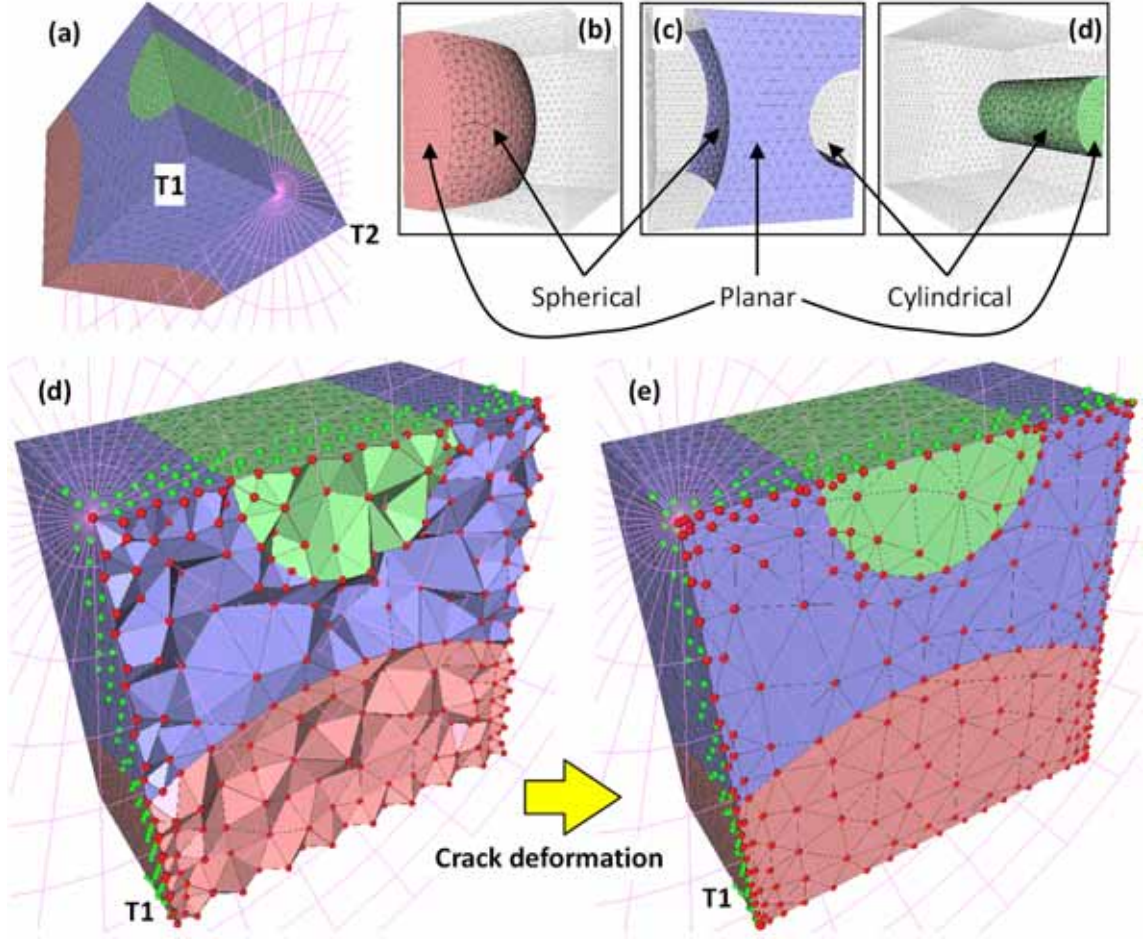 (a)
T1
T2
(b)
(c)
(d)
Spherical
Planar
Cylindrical
(d)
T1
Crack deformation
(e)
T1